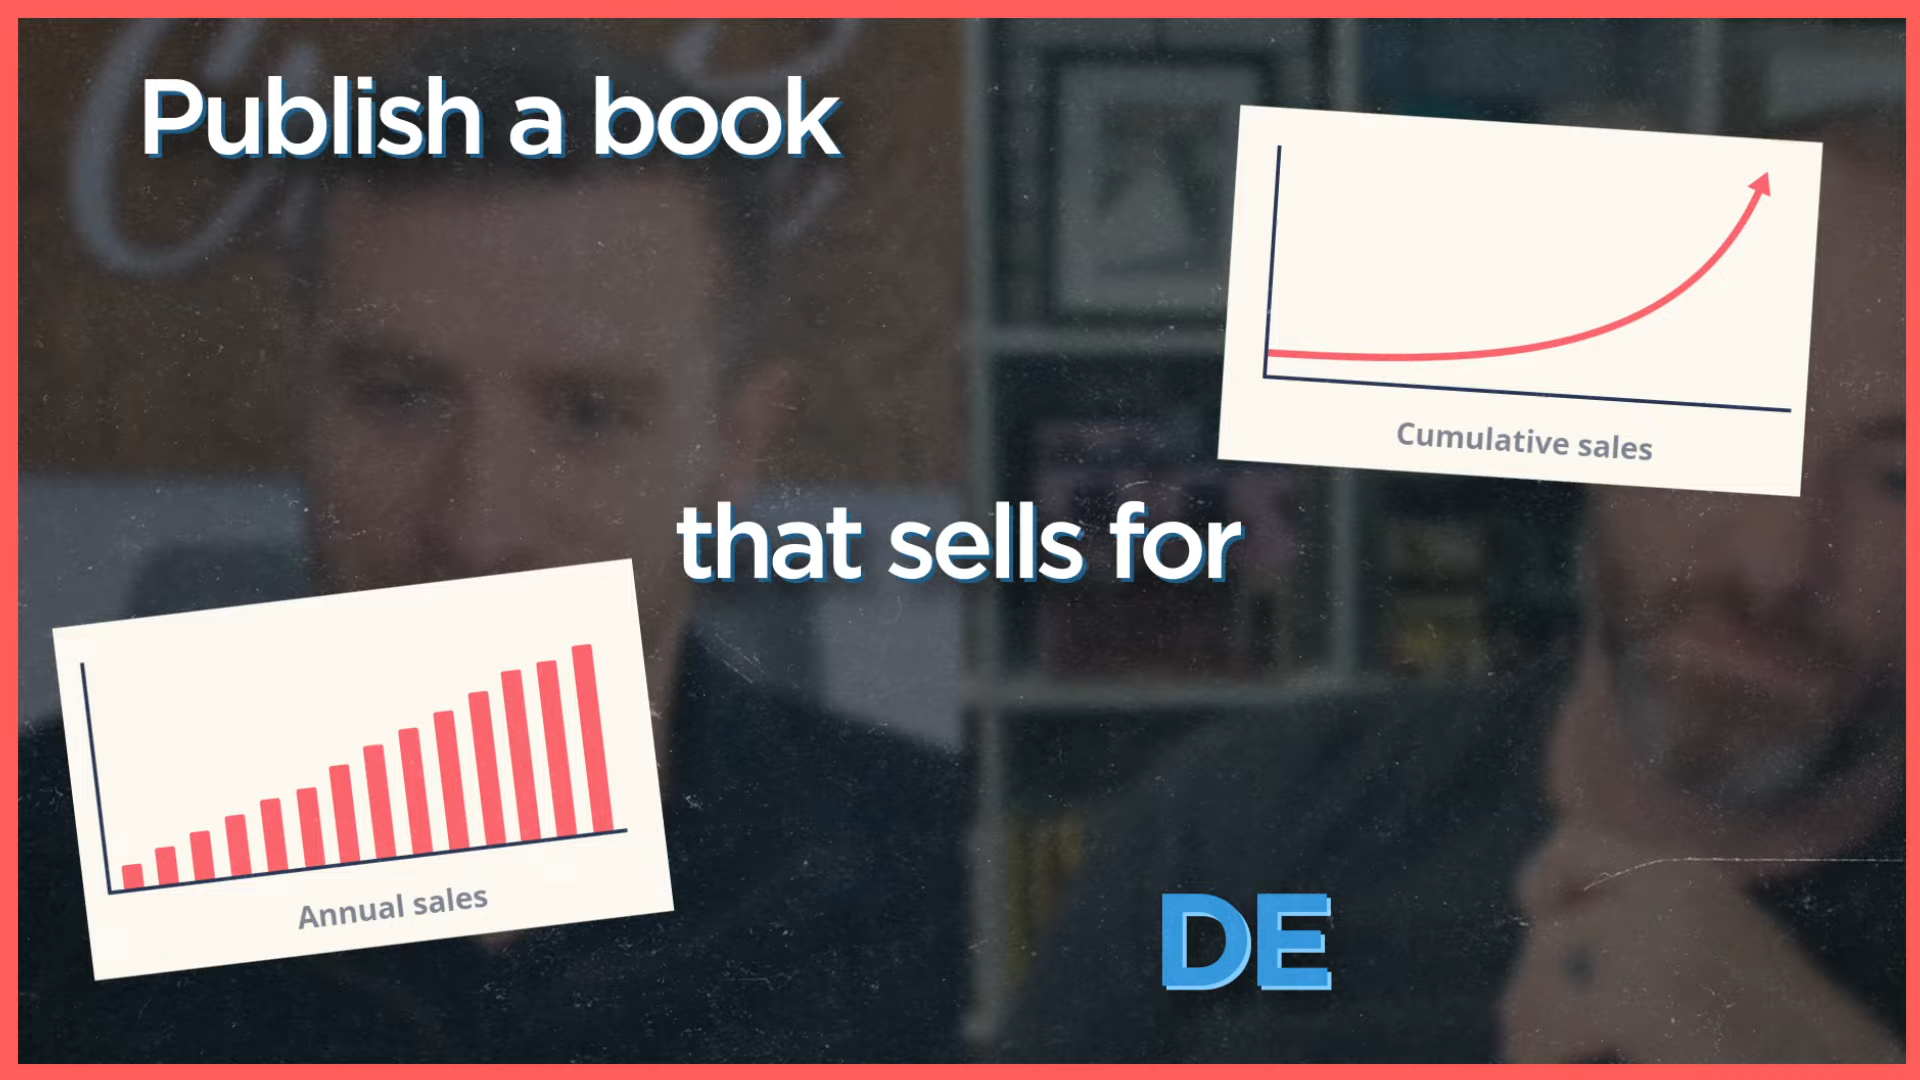 Publish a book
Cumulative sales
that sells for
Annual sales
DE